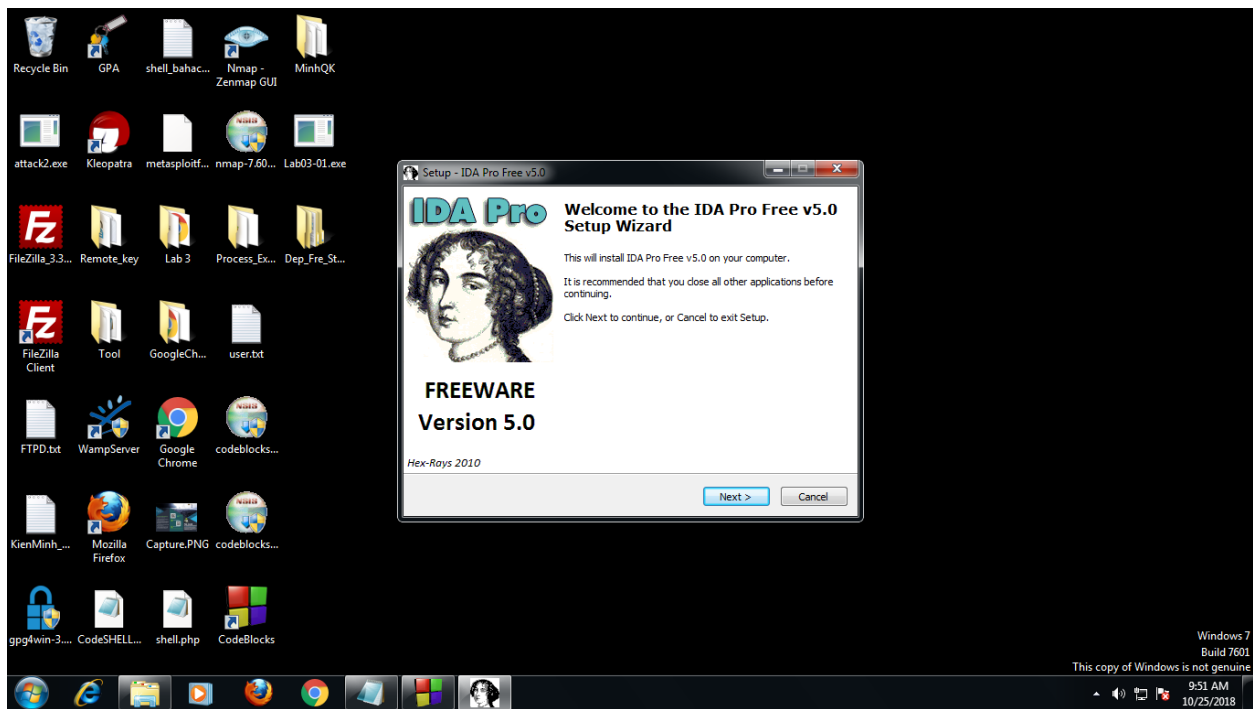 Recycle Bin
GPA
shell_bahac...
Nmap -
Zenmap GUI
MinhQK
attack2.exe
Kleopatra
metasploitf...
nmap-7.60...
Lab03-01.exe
FileZilla_3.3...
Remote_key
Lab 3
Process_Ex...
Dep_Fre_St...
FileZilla
Client
Tool
GoogleCh...
user.txt
FTPD.txt
WampServer
Google
Chrome
codeblocks...
KienMinh_...
Mozilla
Firefox
Capture.PNG
codeblocks...
gpg4win-3....
CodeSHELL...
shell.php
CodeBlocks
Setup - IDA Pro Free v5.0
IDA Pro
FREEWARE
Version 5.0
Hex-Rays 2010
Welcome to the IDA Pro Free v5.0
Setup Wizard
This will install IDA Pro Free v5.0 on your computer.
It is recommended that you close all other applications before
continuing.
Click Next to continue, or Cancel to exit Setup.
Next >
Cancel
Windows 7
Build 7601
This copy of Windows is not genuine
9:51 AM
10/25/2018